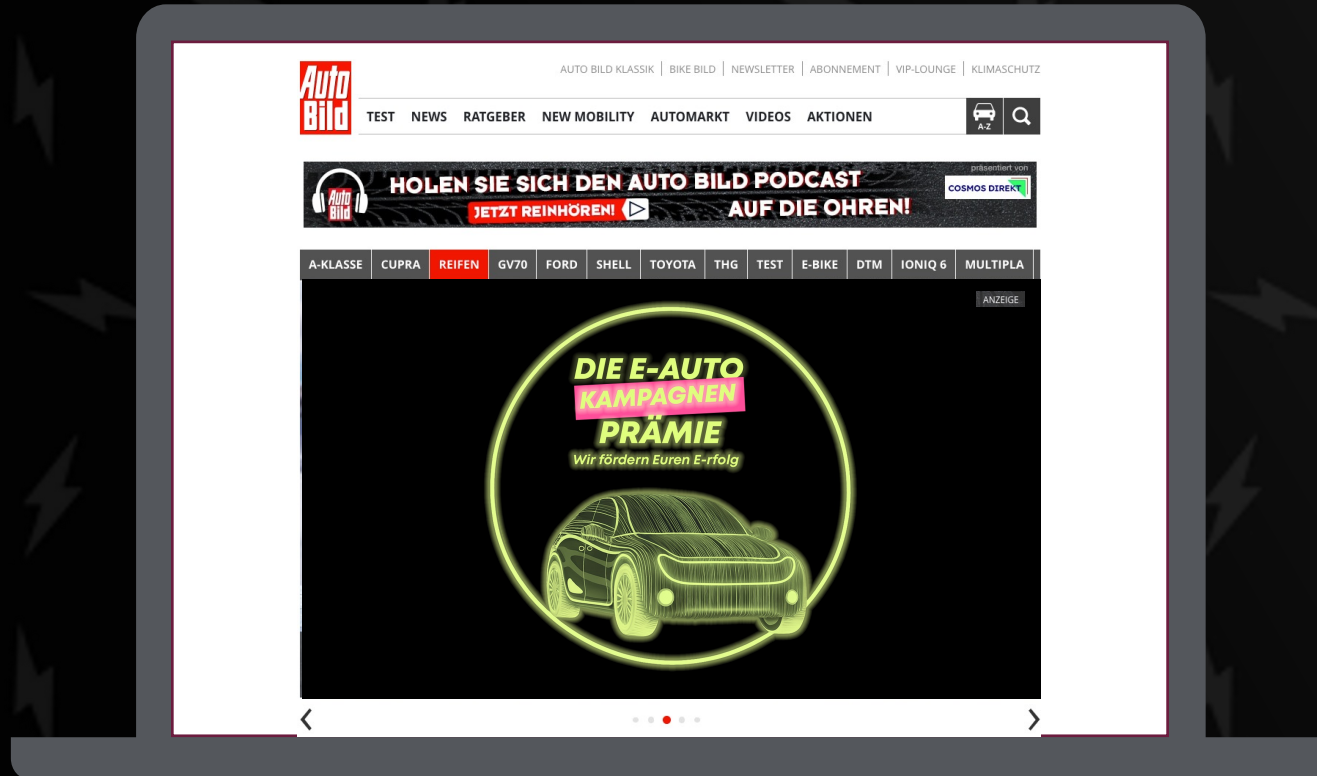 Auto
Bild
AUTO BILD KLASSIK
BIKE BILD
NEWSLETTER
ABONNEMENT
VIP-LOUNGE
KLIMASCHUTZ
TEST
NEWS
RATGEBER
NEW MOBILITY
AUTOMARKT
VIDEOS
AKTIONEN
A-Z
Auto
Bild
HOLEN SIE SICH DEN AUTO BILD PODCAST
JETZT REINHÖREN!
AUF DIE OHREN!
präsentiert von
COSMOS DIREKT
A-KLASSE
CUPRA
REIFEN
GV70
FORD
SHELL
TOYOTA
THG
TEST
E-BIKE
DTM
IONIQ 6
MULTIPLA
ANZEIGE
DIE E-AUTO
KAMPAGNEN
PRÄMIE
Wir fördern Euren E-rfolg